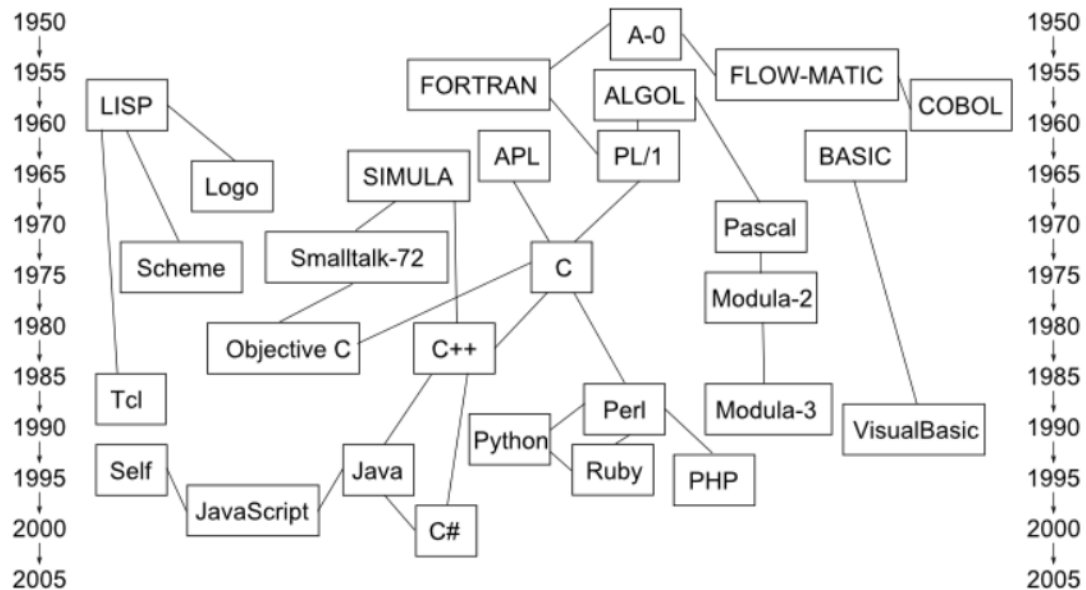 1950
1955
1960
1965
1970
1975
1980
1985
1990
1995
2000
2005
A-0
FORTRAN
FLOW-MATIC
ALGOL
LISP
COBOL
APL
PL/1
BASIC
SIMULA
Logo
Pascal
Smalltalk-72
Scheme
C
Modula-2
Objective C
C++
Tcl
Perl
Modula-3
VisualBasic
Python
Self
Java
Ruby
PHP
JavaScript
C#
1950
1955
1960
1965
1970
1975
1980
1985
1990
1995
2000
2005